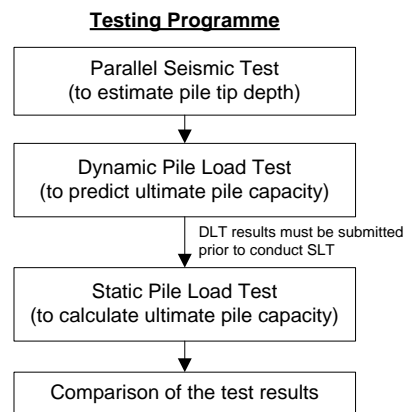 Testing Programme
Parallel Seismic Test
(to estimate pile tip depth)
Dynamic Pile Load Test
(to predict ultimate pile capacity)
DLT results must be submitted
prior to conduct SLT
Static Pile Load Test
(to calculate ultimate pile capacity)
Comparison of the test results